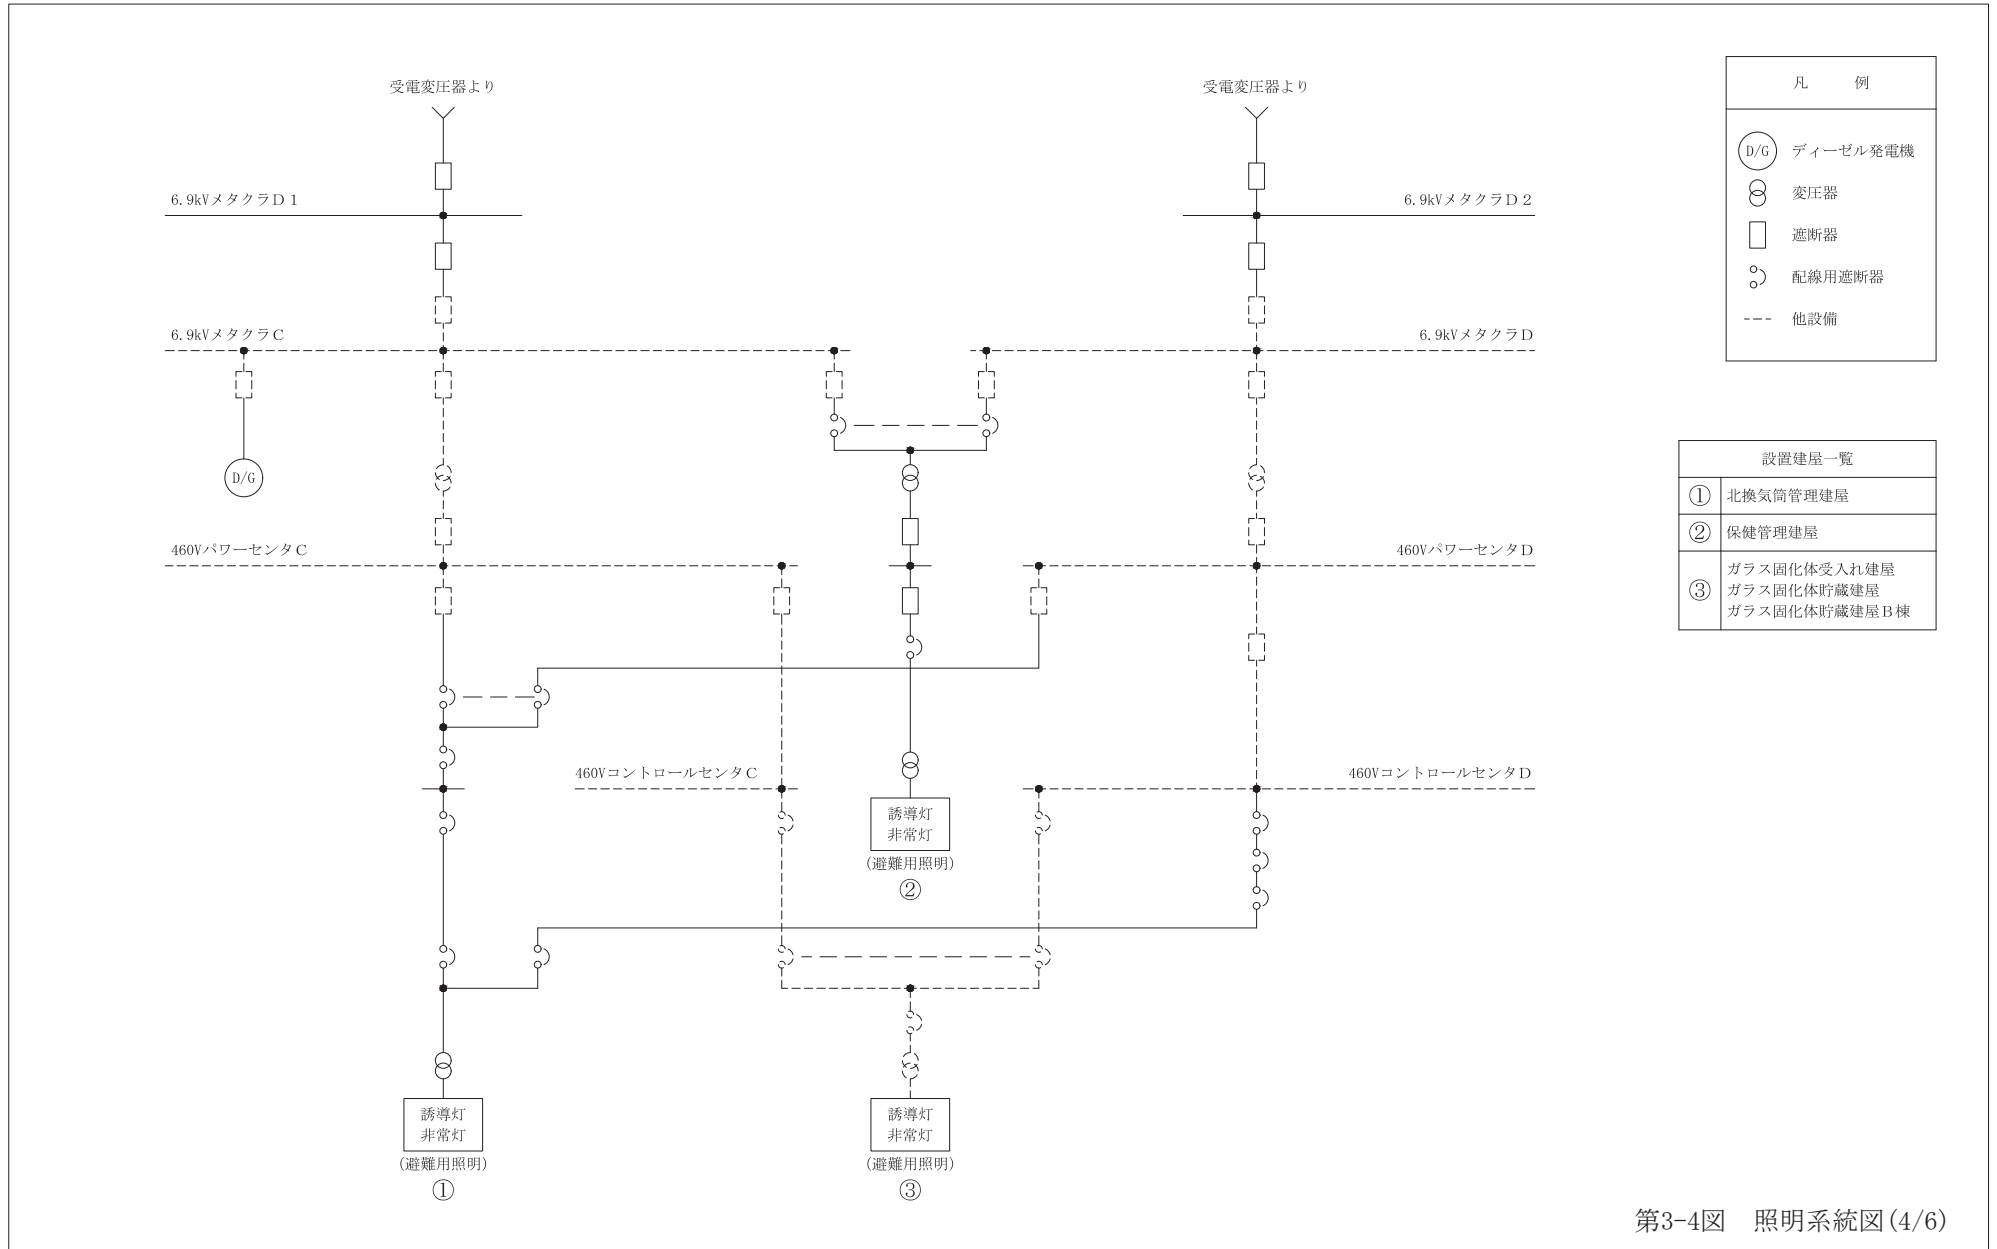 受電変圧器より
受電変圧器より
6.9kVメタクラD1
6.9kVメタクラD2
6.9kVメタクラC
6.9kVメタクラD
D/G
460VパワーセンタC
460VパワーセンタD
460VコントロールセンタC
460VコントロールセンタD
誘導灯
非常灯
(避難用照明)
②
誘導灯
非常灯
(避難用照明)
①
誘導灯
非常灯
(避難用照明)
③
凡 例
D/G ディーゼル発電機
変圧器
遮断器
配線用遮断器
他設備
設置建屋一覧
① 北換気筒管理建屋
② 保健管理建屋
③ ガラス固化体受入れ建屋
ガラス固化体貯蔵建屋
ガラス固化体貯蔵建屋B棟
第3-4図 照明系統図(4/6)